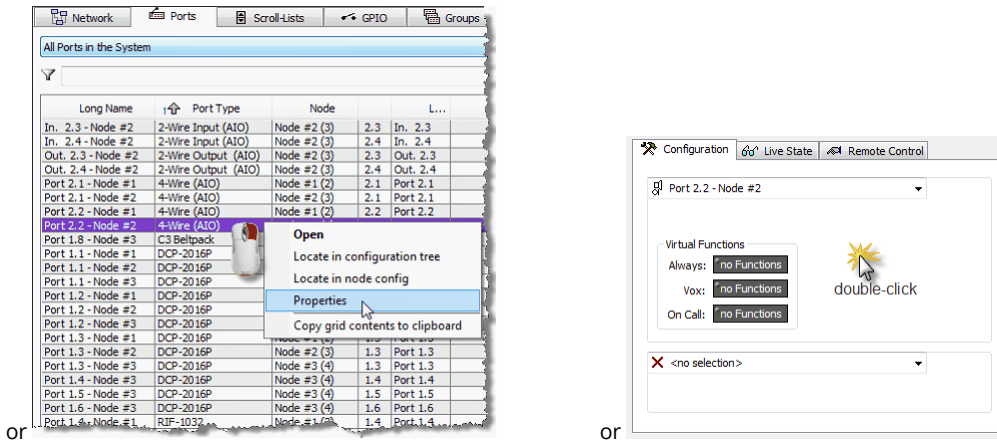 Network Ports Scroll-Lists GPIO Groups
All Ports in the System
Long Name 1 Port Type Node L...
In. 2.3 - Node #2 2-Wire Input (AIO) Node #2 (3) 2.3 In. 2.3
In. 2.4 - Node #2 2-Wire Input (AIO) Node #2 (3) 2.4 In. 2.4
Out. 2.3 - Node #2 2-Wire Output (AIO) Node #2 (3) 2.3 Out. 2.3
Out. 2.4 - Node #2 2-Wire Output (AIO) Node #2 (3) 2.4 Out. 2.4
Port 2.1 - Node #1 4-Wire (AIO) Node #1 (2) 2.1 Port 2.1
Port 2.1 - Node #2 4-Wire (AIO) Node #2 (3) 2.1 Port 2.1
Port 2.2 - Node #1 4-Wire (AIO) Node #1 (2) 2.2 Port 2.2
Port 2.2 - Node #2 4-Wire (AIO)
Port 1.8 - Node #3 C3 Beltpack
Port 1.1 - Node #1 DCP-2016P
Port 1.1 - Node #2 DCP-2016P
Port 1.1 - Node #3 DCP-2016P
Port 1.2 - Node #1 DCP-2016P
Port 1.2 - Node #2 DCP-2016P
Port 1.2 - Node #3 DCP-2016P
Port 1.3 - Node #1 DCP-2016P
Port 1.3 - Node #2 DCP-2016P Node #2 (3) 1.3 Port 1.3
Port 1.3 - Node #3 DCP-2016P Node #3 (4) 1.3 Port 1.3
Port 1.4 - Node #3 DCP-2016P Node #3 (4) 1.4 Port 1.4
Port 1.5 - Node #3 DCP-2016P Node #3 (4) 1.5 Port 1.5
Port 1.6 - Node #3 DCP-2016P Node #3 (4) 1.6 Port 1.6
Port 1.4 - Node #1 RIF-1032 Node #1 (2) 1.4 Port 1.4
Open
Locate in configuration tree
Locate in node config
Properties
Copy grid contents to clipboard
or
Configuration Live State Remote Control
Port 2.2 - Node #2
Virtual Functions
Always: no Functions
Vox: no Functions
On Call: no Functions
double-click
<no selection>
or